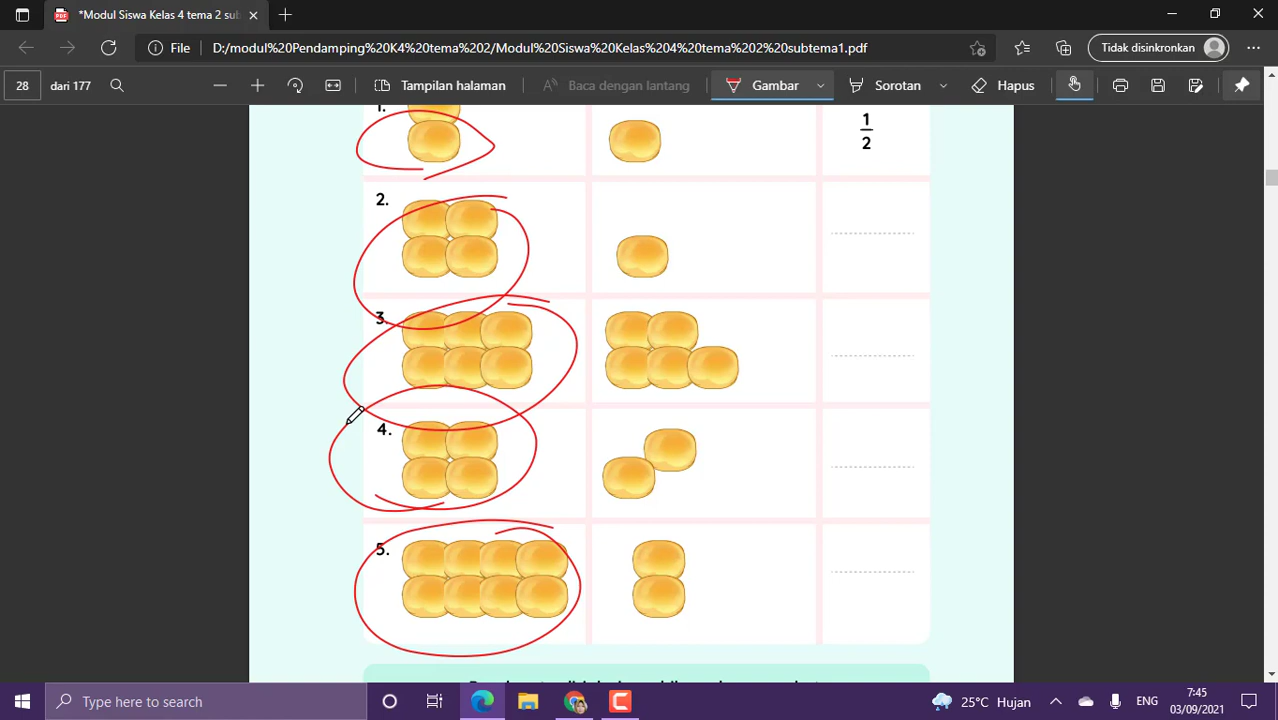 *Modul Siswa Kelas 4 tema 2 sub
File
D:/modul%20Pendamping%20K4%20tema%202/Modul%20Siswa%20Kelas%204%20tema%202%20subtema1.pdf
Tidak disinkronkan
28
dari 177
Tampilan halaman
Baca dengan lantang
Gambar
Sorotan
Hapus
1.
1
2
2.
3.
4.
5.
Type here to search
25°C Hujan
ENG
7:45
03/09/2021